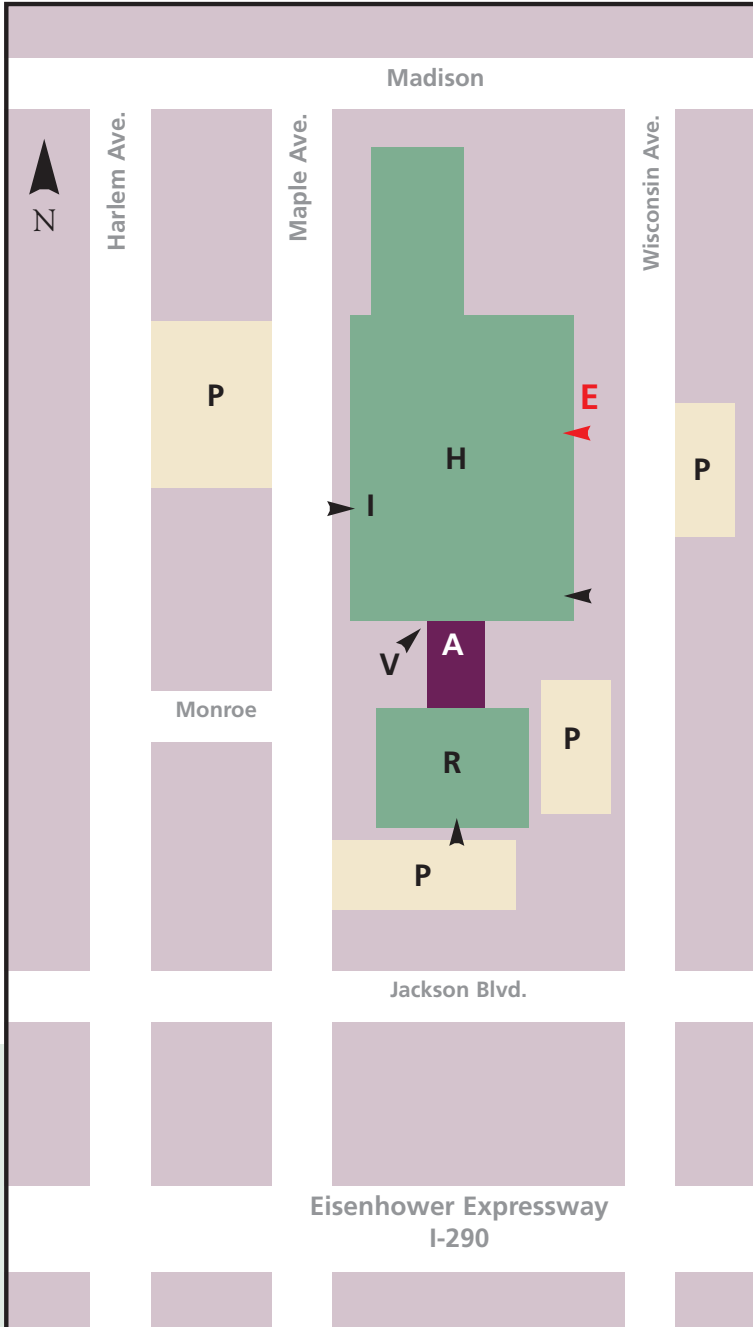 Madison
Harlem Ave.
Maple Ave.
Wisconsin Ave.
N
P
E
H
P
I
A
V
Monroe
P
R
P
Jackson Blvd.
Eisenhower Expressway
I-290